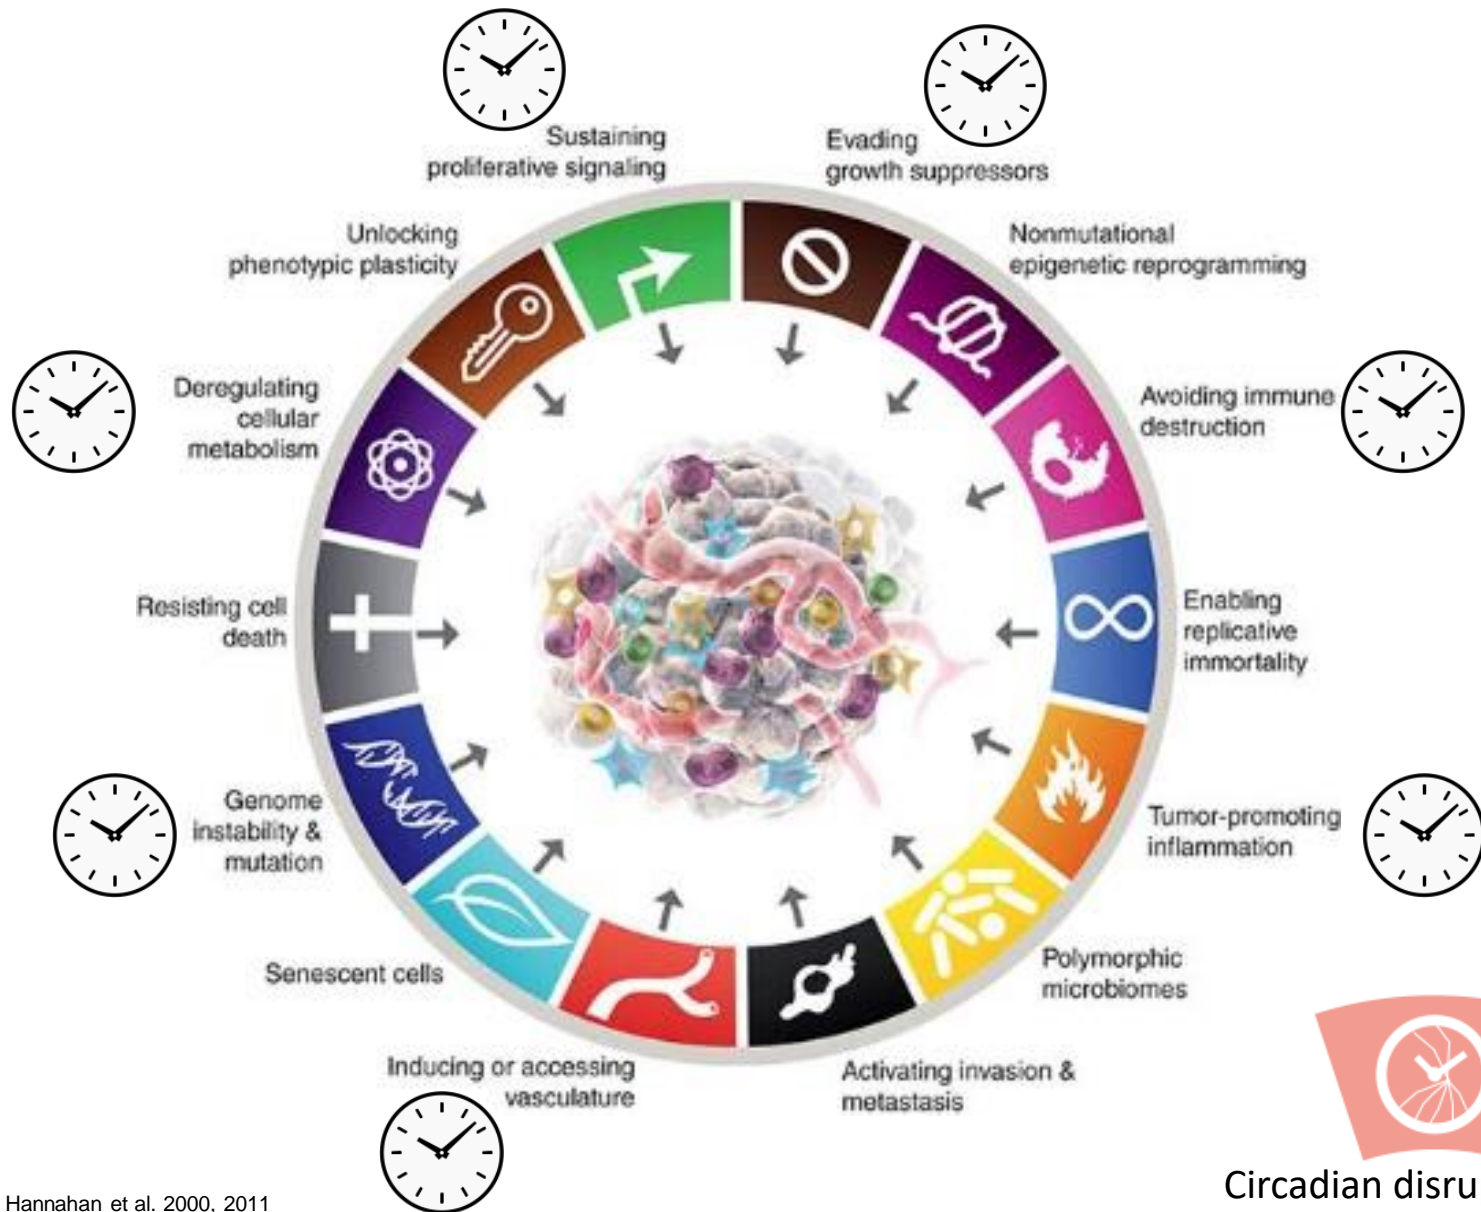 Sustaining
proliferative signaling
Evading
growth suppressors
Unlocking
phenotypic plasticity
Nonmutational
epigenetic reprogramming
Deregulating
cellular
metabolism
Avoiding immune
destruction
Resisting cell
death
Enabling
replicative
immortality
Genome
instability &
mutation
Tumor-promoting
inflammation
Senescent cells
Polymorphic
microbiomes
Inducing or accessing
vasculature
Activating invasion &
metastasis
Circadian disru
Hannahan et al. 2000, 2011